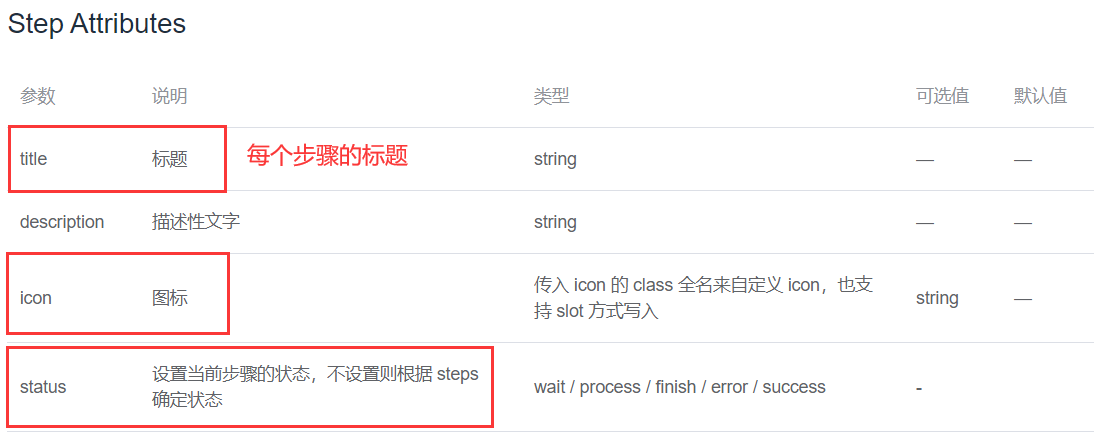 Step Attributes
参数 说明 类型 可选值 默认值
title 标题 每个步骤的标题 string — —
description 描述性文字 string — —
icon 图标 传入 icon 的 class 全名来自定义 icon，也支 string —
持 slot 方式写入
status 设置当前步骤的状态，不设置则根据 steps wait / process / finish / error / success -
确定状态